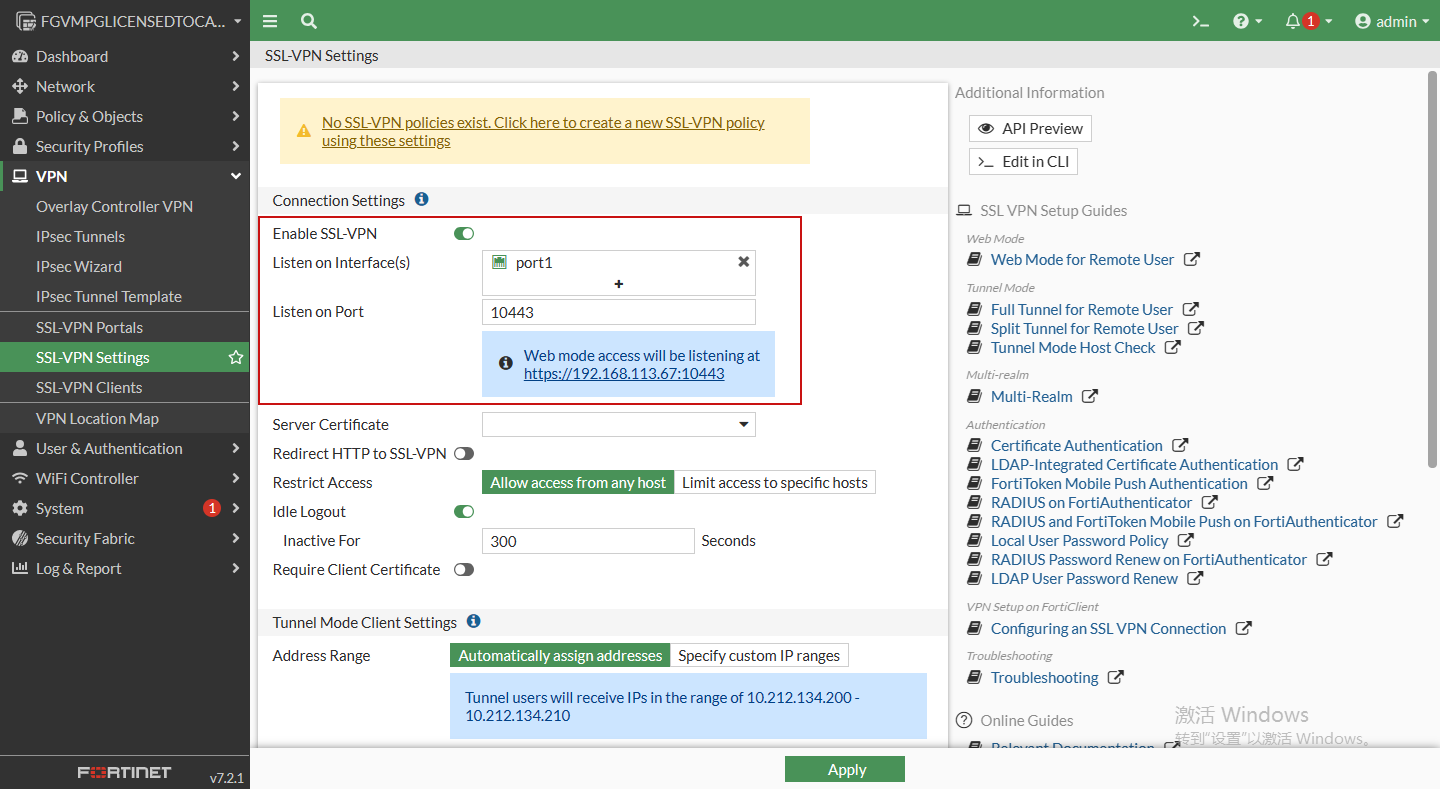 FGVMPGLICENSEDTOCA...
1
admin
Dashboard
Network
Policy & Objects
Security Profiles
VPN
Overlay Controller VPN
IPsec Tunnels
IPsec Wizard
IPsec Tunnel Template
SSL-VPN Portals
SSL-VPN Settings
SSL-VPN Clients
VPN Location Map
User & Authentication
WiFi Controller
System 1
Security Fabric
Log & Report
FORTINET v7.2.1
SSL-VPN Settings
No SSL-VPN policies exist. Click here to create a new SSL-VPN policy
using these settings
Connection Settings
Enable SSL-VPN
Listen on Interface(s) port1
Listen on Port 10443
Web mode access will be listening at
https://192.168.113.67:10443
Server Certificate
Redirect HTTP to SSL-VPN
Restrict Access Allow access from any host Limit access to specific hosts
Idle Logout
Inactive For 300 Seconds
Require Client Certificate
Tunnel Mode Client Settings
Address Range Automatically assign addresses Specify custom IP ranges
Tunnel users will receive IPs in the range of 10.212.134.200 -
10.212.134.210
Apply
Additional Information
API Preview
Edit in CLI
SSL VPN Setup Guides
Web Mode
Web Mode for Remote User
Tunnel Mode
Full Tunnel for Remote User
Split Tunnel for Remote User
Tunnel Mode Host Check
Multi-realm
Multi-Realm
Authentication
Certificate Authentication
LDAP-Integrated Certificate Authentication
FortiToken Mobile Push Authentication
RADIUS on FortiAuthenticator
RADIUS and FortiToken Mobile Push on FortiAuthenticator
Local User Password Policy
RADIUS Password Renew on FortiAuthenticator
LDAP User Password Renew
VPN Setup on FortiClient
Configuring an SSL VPN Connection
Troubleshooting
Troubleshooting
Online Guides
Relevant Documentation
激活 Windows
转到"设置"以激活 Windows。